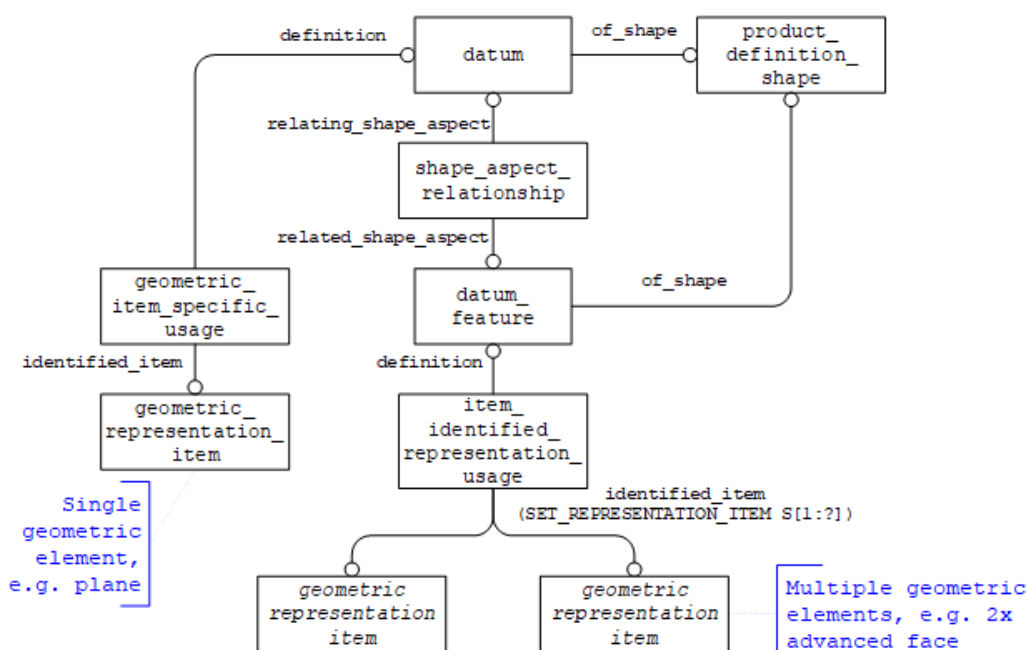 definition
datum
of_shape
product_
definition_
shape
relating_shape_aspect
shape_aspect_
relationship
related_shape_aspect
geometric_
item_specific_
usage
datum_
feature
of_shape
identified_item
definition
geometric_
representation_
item
item_
identified_
representation_
usage
Single
geometric
element,
e.g. plane
identified_item
(SET_REPRESENTATION_ITEM S[1:?])
geometric
representation
item
geometric
representation
item
Multiple geometric
elements, e.g. 2x
advanced face